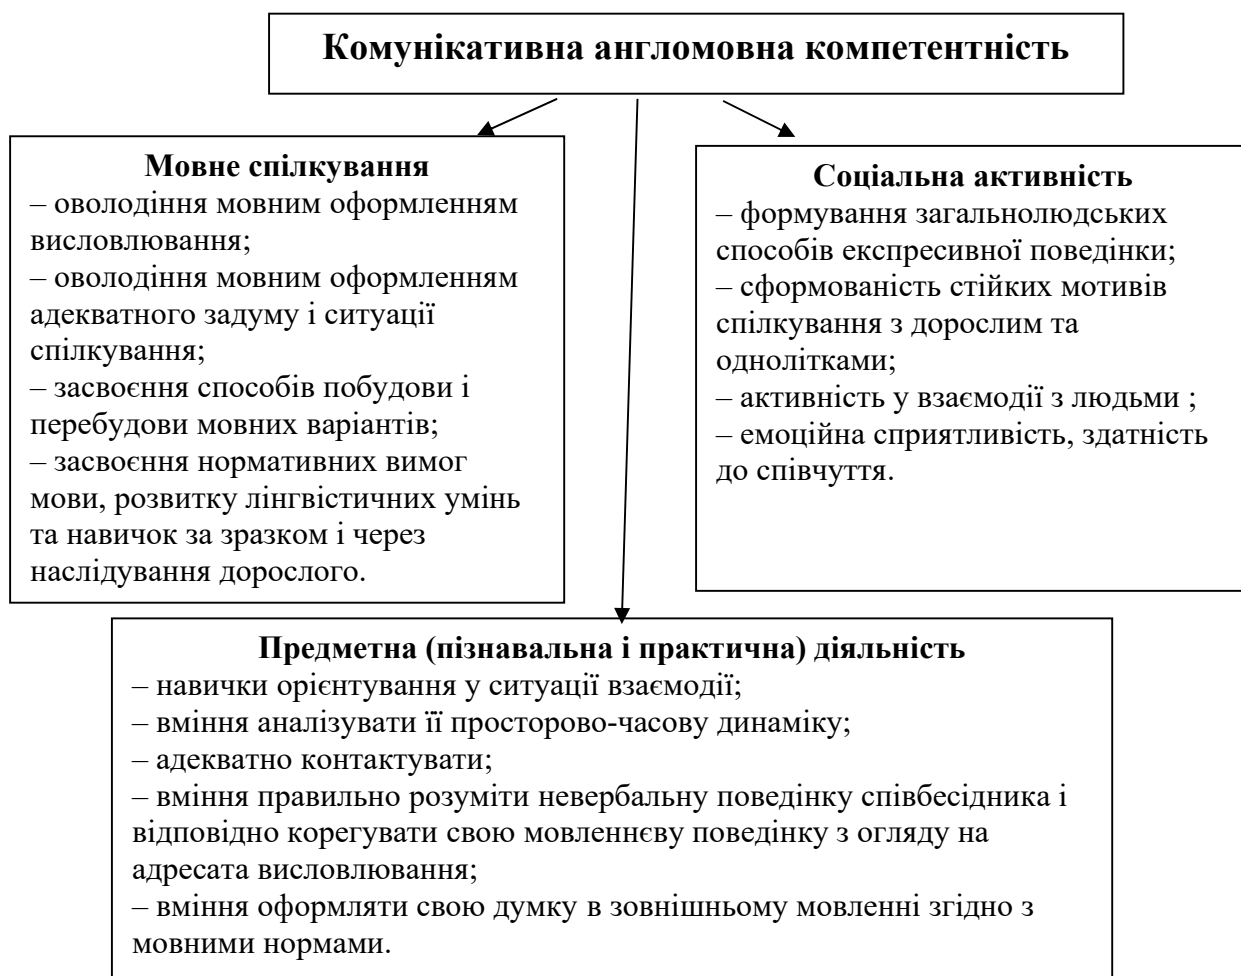 Комунікативна англомовна компетентність
Мовне спілкування
– оволодіння мовним оформленням
висловлювання;
– оволодіння мовним оформленням
адекватного задуму і ситуації
спілкування;
– засвоєння способів побудови і
перебудови мовних варіантів;
– засвоєння нормативних вимог
мови, розвитку лінгвістичних умінь
та навичок за зразком і через
наслідування дорослого.
Соціальна активність
– формування загальнолюдських
способів експресивної поведінки;
– сформованість стійких мотивів
спілкування з дорослим та
однолітками;
– активність у взаємодії з людьми ;
– емоційна сприятливість, здатність
до співчуття.
Предметна (пізнавальна і практична) діяльність
– навички орієнтування у ситуації взаємодії;
– вміння аналізувати її просторово-часову динаміку;
– адекватно контактувати;
– вміння правильно розуміти невербальну поведінку співбесідника і
відповідно корегувати свою мовленнєву поведінку з огляду на
адресата висловлювання;
– вміння оформляти свою думку в зовнішньому мовленні згідно з
мовними нормами.